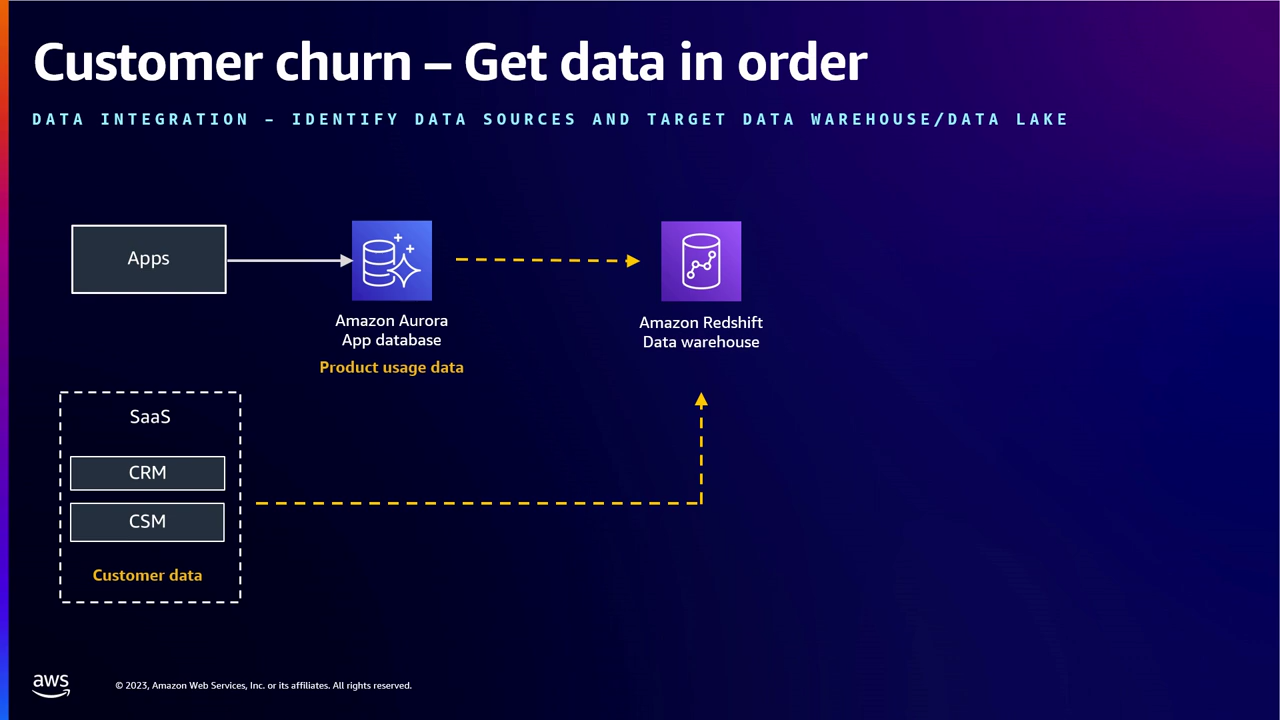 Customer churn – Get data in order
DATA INTEGRATION – IDENTIFY DATA SOURCES AND TARGET DATA WAREHOUSE/DATA LAKE
Apps
Amazon Aurora
App database
Product usage data
Amazon Redshift
Data warehouse
SaaS
CRM
CSM
Customer data
aws
© 2023, Amazon Web Services, Inc. or its affiliates. All rights reserved.